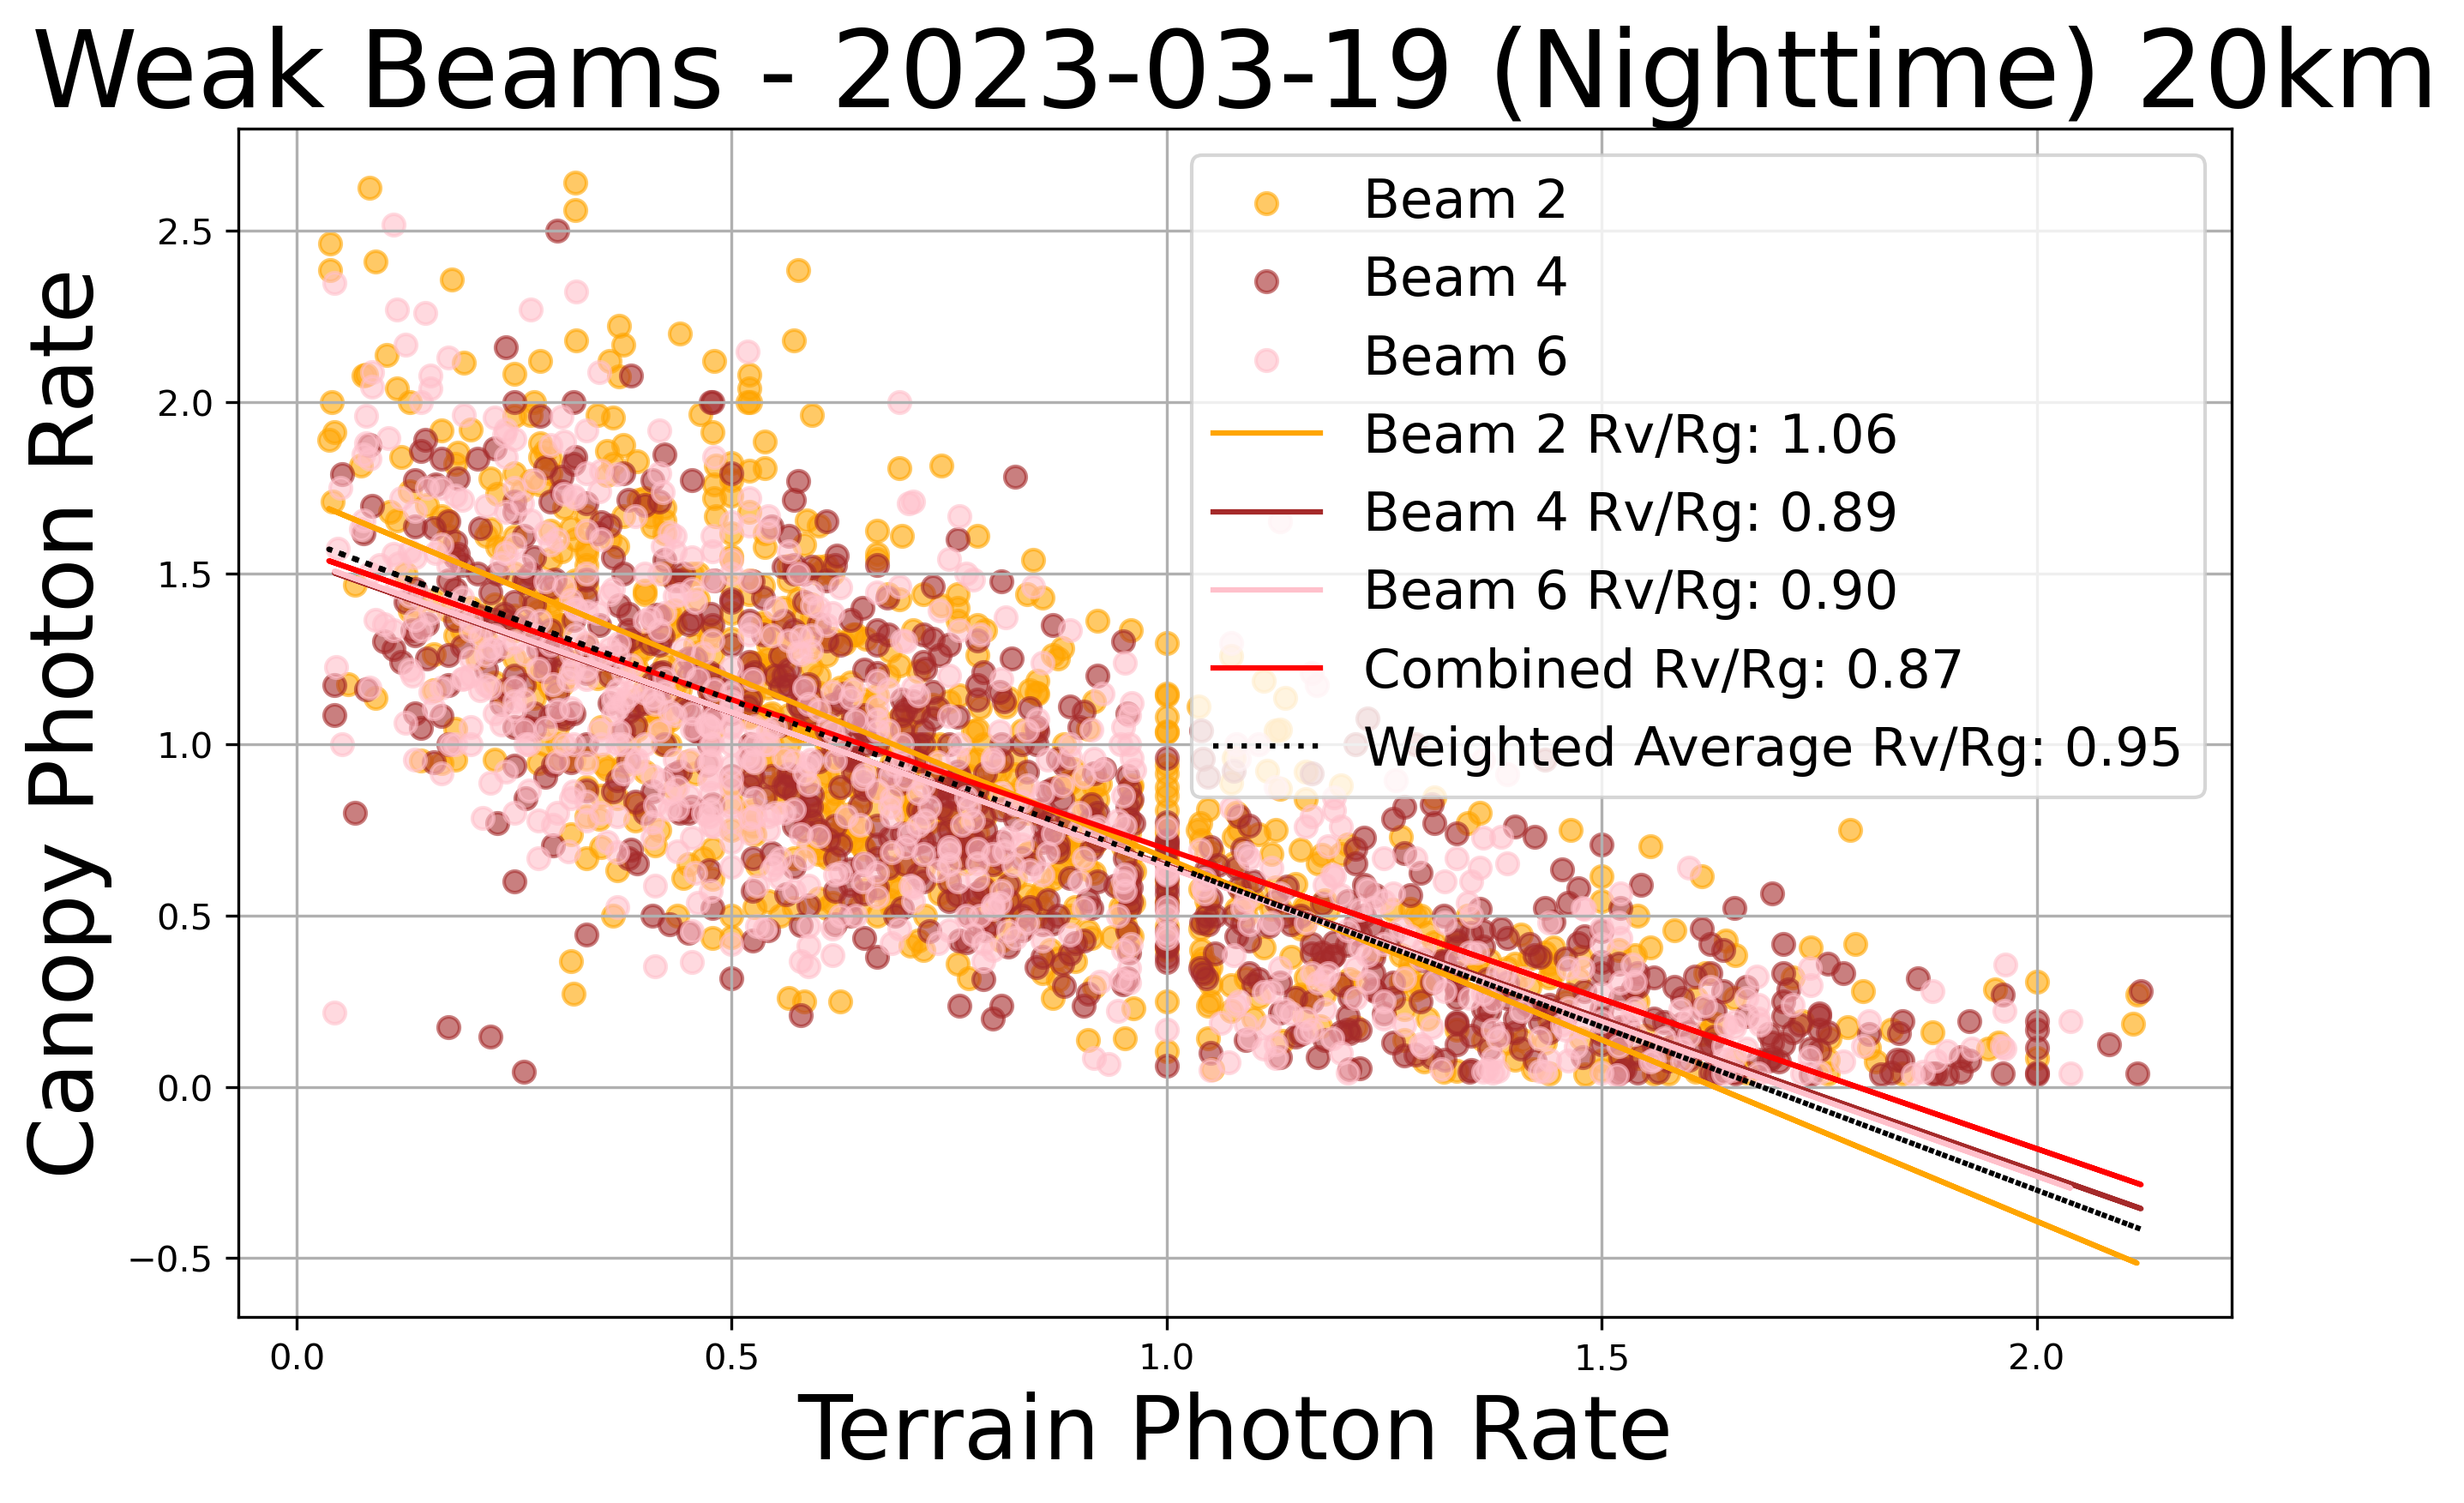 Weak Beams - 2023-03-19 (Nighttime) 20km
Canopy Photon Rate
2.5
2.0
1.5
1.0
0.5
0.0
−0.5
Beam 2
Beam 4
Beam 6
Beam 2 Rv/Rg: 1.06
Beam 4 Rv/Rg: 0.89
Beam 6 Rv/Rg: 0.90
Combined Rv/Rg: 0.87
Weighted Average Rv/Rg: 0.95
0.0 0.5 1.0 1.5 2.0
Terrain Photon Rate